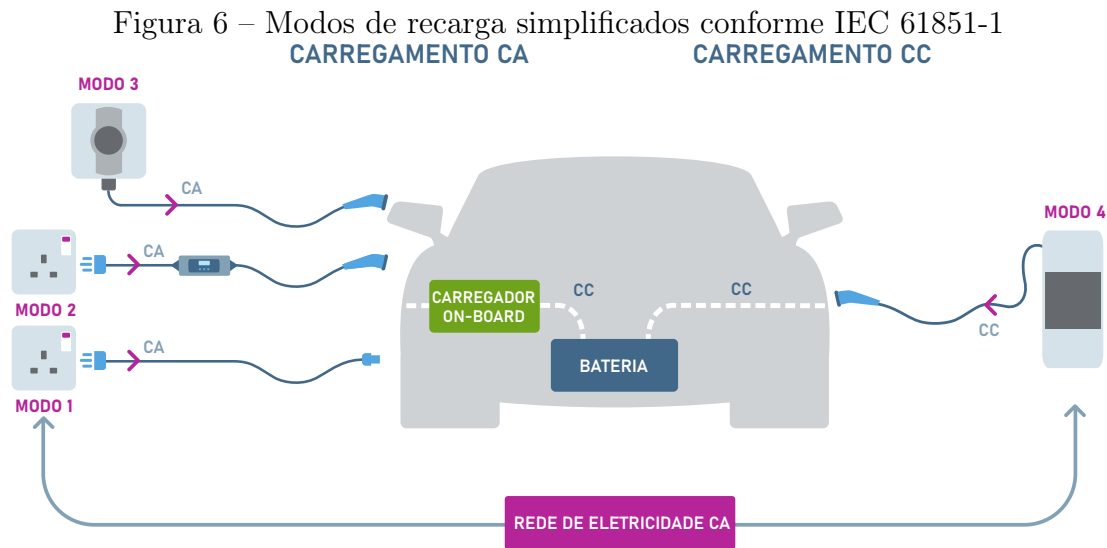 Figura 6 – Modos de recarga simplificados conforme IEC 61851-1
CARREGAMENTO CA
CARREGAMENTO CC
MODO 3
CA
MODO 4
CA
MODO 2
CARREGADOR
ON-BOARD
CC
CC
CC
CA
BATERIA
MODO 1
REDE DE ELETRICIDADE CA